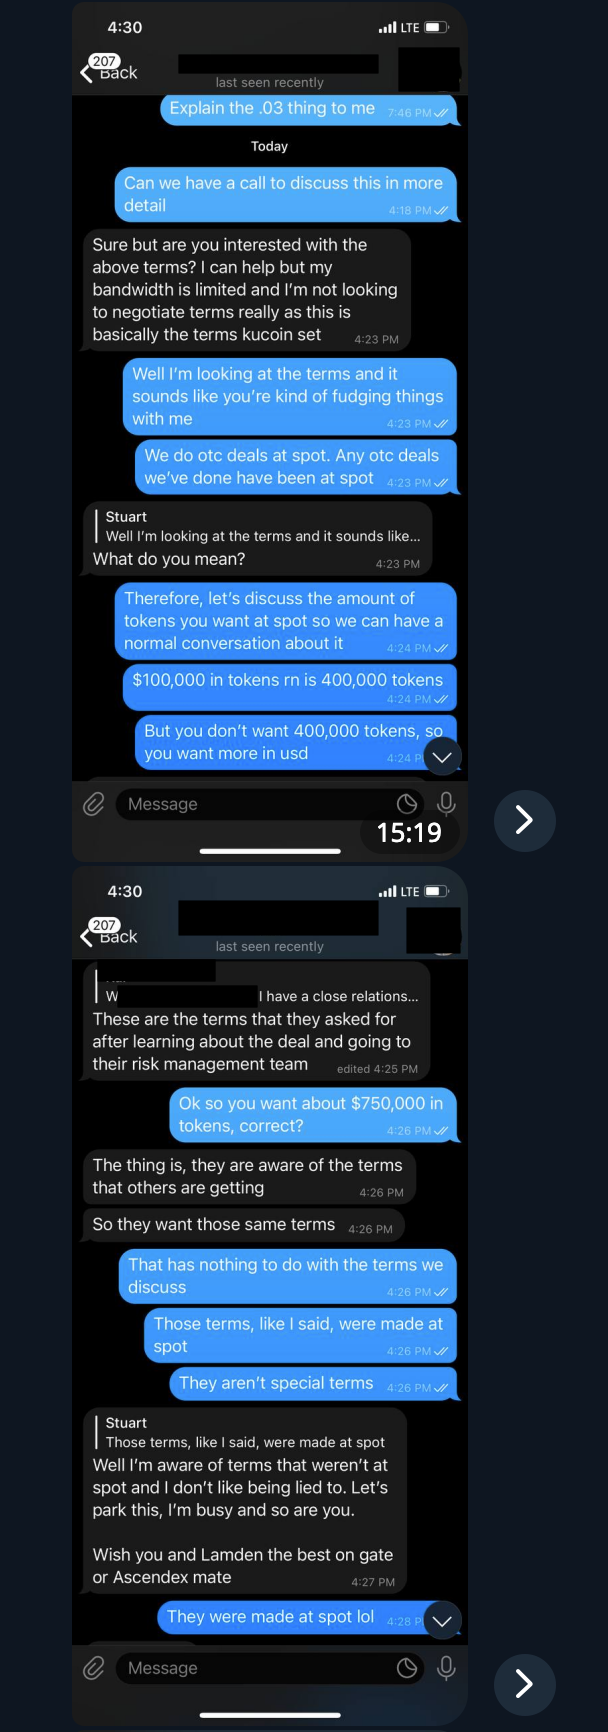 4:30
LTE
207
Back
last seen recently
Explain the .03 thing to me 7:46 PM
Today
Can we have a call to discuss this in more
detail
4:18 PM
Sure but are you interested with the
above terms? I can help but my
bandwidth is limited and I'm not looking
to negotiate terms really as this is
basically the terms kucoin set 4:23 PM
Well I'm looking at the terms and it
sounds like you're kind of fudging things
with me 4:23 PM
We do otc deals at spot. Any otc deals
we've done have been at spot 4:23 PM
Stuart
Well I'm looking at the terms and it sounds like...
What do you mean? 4:23 PM
Therefore, let's discuss the amount of
tokens you want at spot so we can have a
normal conversation about it 4:24 PM
$100,000 in tokens rn is 400,000 tokens
4:24 PM
But you don't want 400,000 tokens, so
you want more in usd 4:24 P
Message
15:19
4:30
LTE
207
Back
last seen recently
W I have a close relations...
These are the terms that they asked for
after learning about the deal and going to
their risk management team edited 4:25 PM
Ok so you want about $750,000 in
tokens, correct? 4:26 PM
The thing is, they are aware of the terms
that others are getting 4:26 PM
So they want those same terms 4:26 PM
That has nothing to do with the terms we
discuss 4:26 PM
Those terms, like I said, were made at
spot 4:26 PM
They aren't special terms 4:26 PM
Stuart
Those terms, like I said, were made at spot
Well I'm aware of terms that weren't at
spot and I don't like being lied to. Let's
park this, I'm busy and so are you.
Wish you and Lamden the best on gate
or Ascendex mate 4:27 PM
They were made at spot lol 4:28 P
Message